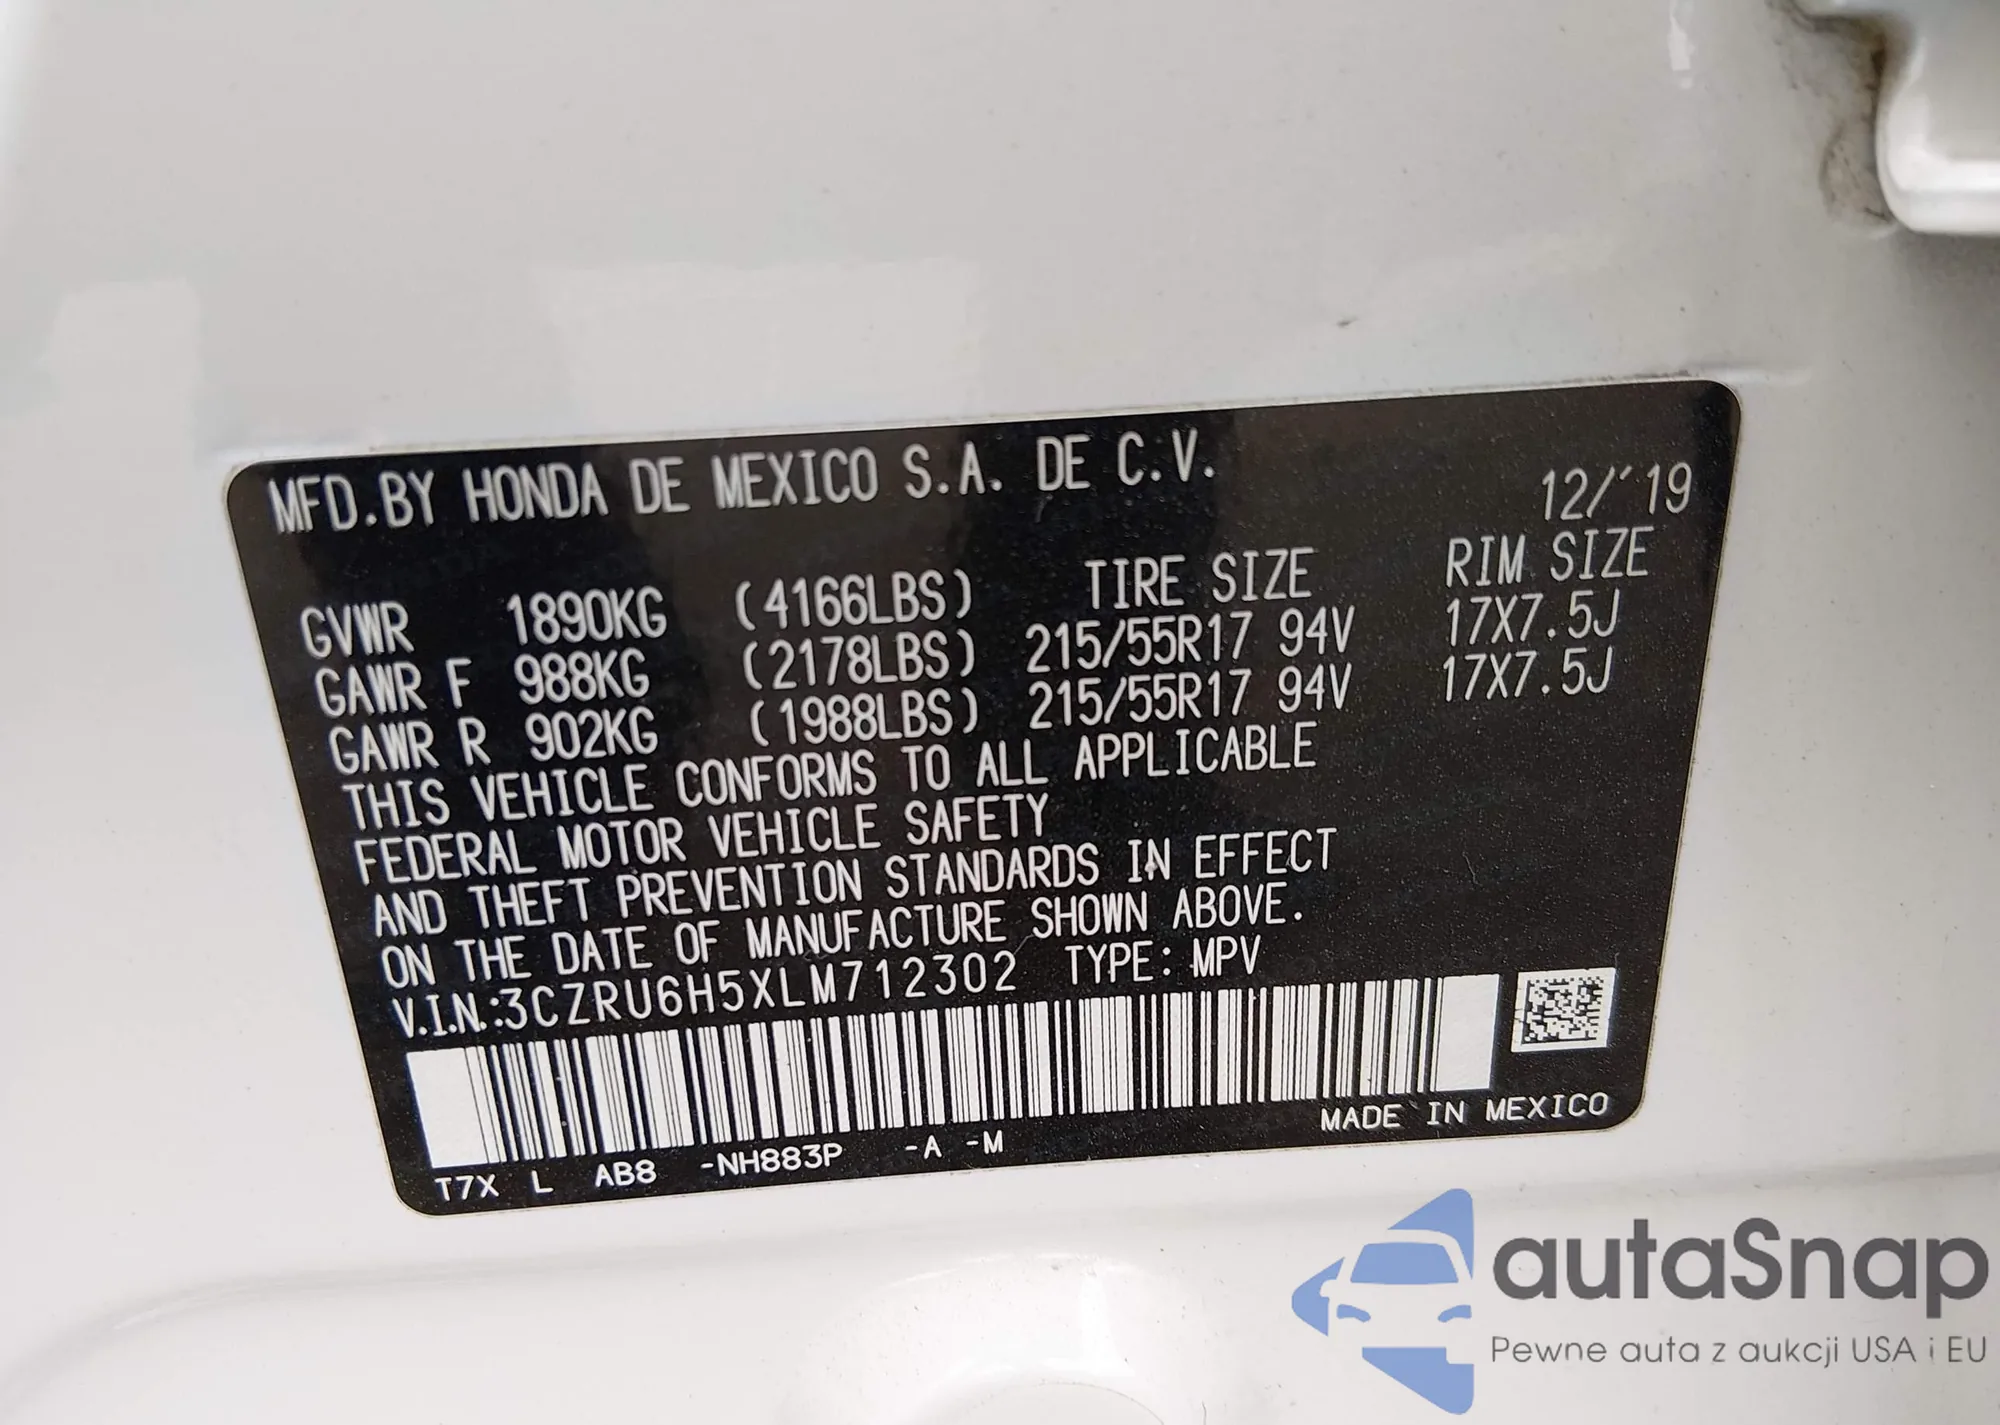 MFD.BY HONDA DE MEXICO S.A. DE C.V.
12/'19
GVWR 1890KG (4166LBS) TIRE SIZE RIM SIZE
GAWR F 988KG (2178LBS) 215/55R17 94V 17X7.5J
GAWR R 902KG (1988LBS) 215/55R17 94V 17X7.5J
THIS VEHICLE CONFORMS TO ALL APPLICABLE
FEDERAL MOTOR VEHICLE SAFETY
AND THEFT PREVENTION STANDARDS IN EFFECT
ON THE DATE OF MANUFACTURE SHOWN ABOVE.
V.I.N.:3CZRU6H5XLM712302 TYPE: MPV
MADE IN MEXICO
T7X L AB8 -NH883P -A -M
autaSnap
Pewne auta z aukcji USA i EU